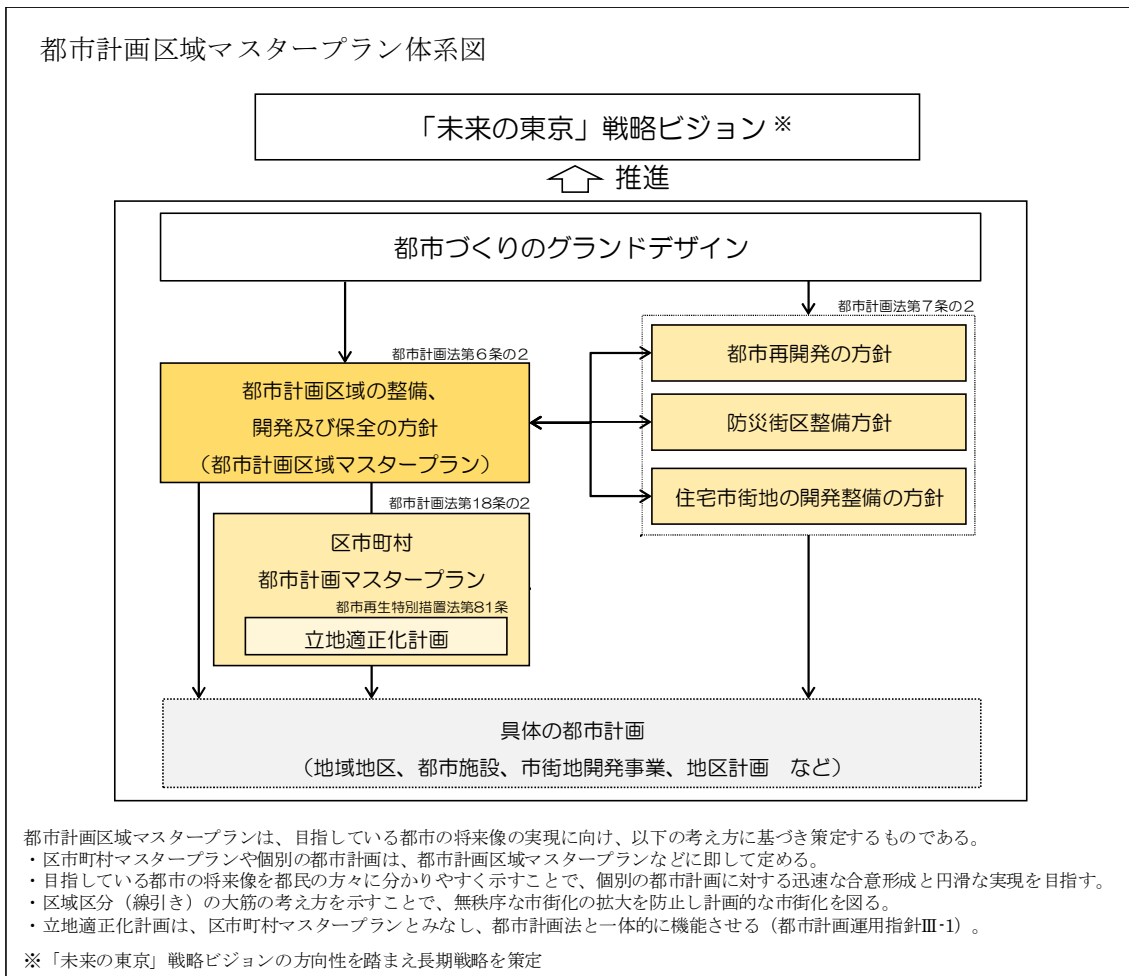 都市計画区域マスタープラン体系図
「未来の東京」戦略ビジョン※
推進
都市づくりのグランドデザイン
都市計画法第7条の2
都市計画法第6条の2
都市再開発の方針
都市計画区域の整備、
開発及び保全の方針
（都市計画区域マスタープラン）
防災街区整備方針
住宅市街地の開発整備の方針
都市計画法第18条の2
区市町村
都市計画マスタープラン
都市再生特別措置法第81条
立地適正化計画
具体の都市計画
（地域地区、都市施設、市街地開発事業、地区計画　など）
都市計画区域マスタープランは、目指している都市の将来像の実現に向け、以下の考え方に基づき策定するものである。
・区市町村マスタープランや個別の都市計画は、都市計画区域マスタープランなどに即して定める。
・目指している都市の将来像を都民の方々に分かりやすく示すことで、個別の都市計画に対する迅速な合意形成と円滑な実現を目指す。
・区域区分（線引き）の大筋の考え方を示すことで、無秩序な市街化の拡大を防止し計画的な市街化を図る。
・立地適正化計画は、区市町村マスタープランとみなし、都市計画法と一体的に機能させる（都市計画運用指針Ⅲ-1）。
※「未来の東京」戦略ビジョンの方向性を踏まえ長期戦略を策定